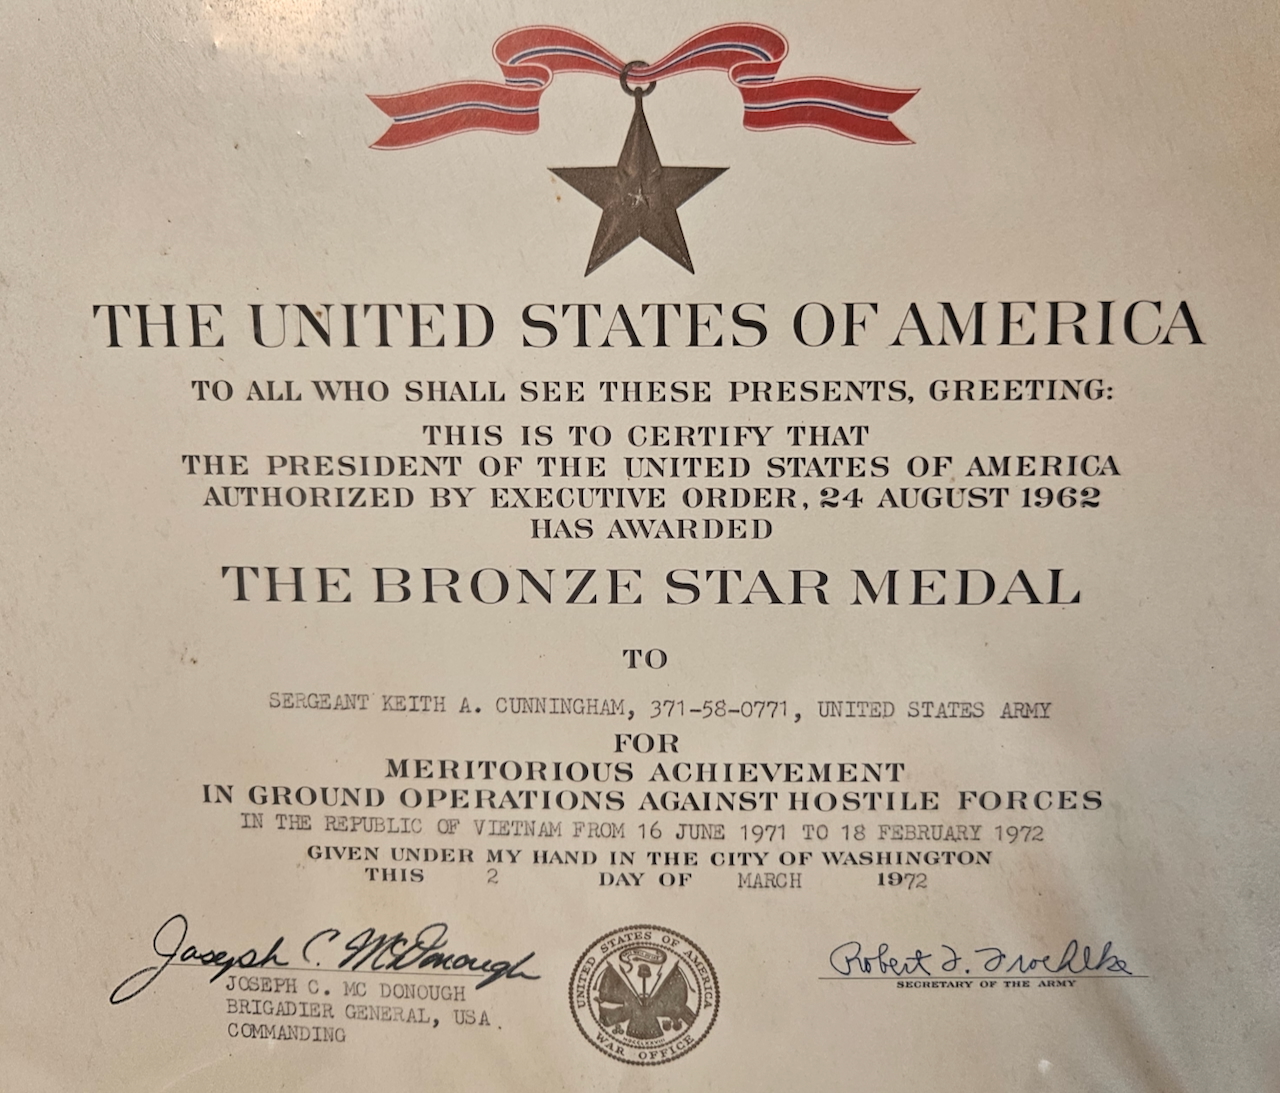 THE UNITED STATES OF AMERICA
TO ALL WHO SHALL SEE THESE PRESENTS, GREETING:
THIS IS TO CERTIFY THAT
THE PRESIDENT OF THE UNITED STATES OF AMERICA
AUTHORIZED BY EXECUTIVE ORDER, 24 AUGUST 1962
HAS AWARDED
THE BRONZE STAR MEDAL
TO
SERGEANT KEITH A. CUNNINGHAM, 371-58-0771, UNITED STATES ARMY
FOR
MERITORIOUS ACHIEVEMENT
IN GROUND OPERATIONS AGAINST HOSTILE FORCES
IN THE REPUBLIC OF VIETNAM FROM 16 JUNE 1971 TO 18 FEBRUARY 1972
GIVEN UNDER MY HAND IN THE CITY OF WASHINGTON
THIS 2 DAY OF MARCH 1972
Joseph C. McDonough
JOSEPH C. MC DONOUGH
BRIGADIER GENERAL, USA.
COMMANDING
UNITED STATES OF AMERICA
WAR OFFICE
MDCCLXXVIII
Robert F. Froehlke
SECRETARY OF THE ARMY